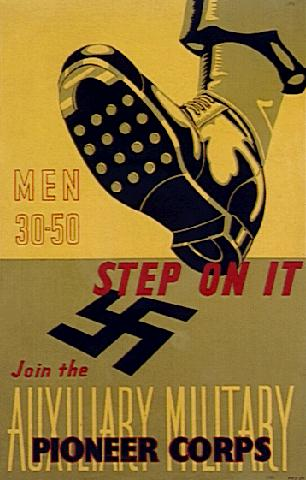 MEN
30-50
STEP ON IT
Join the
AUXILIARY MILITARY
PIONEER CORPS